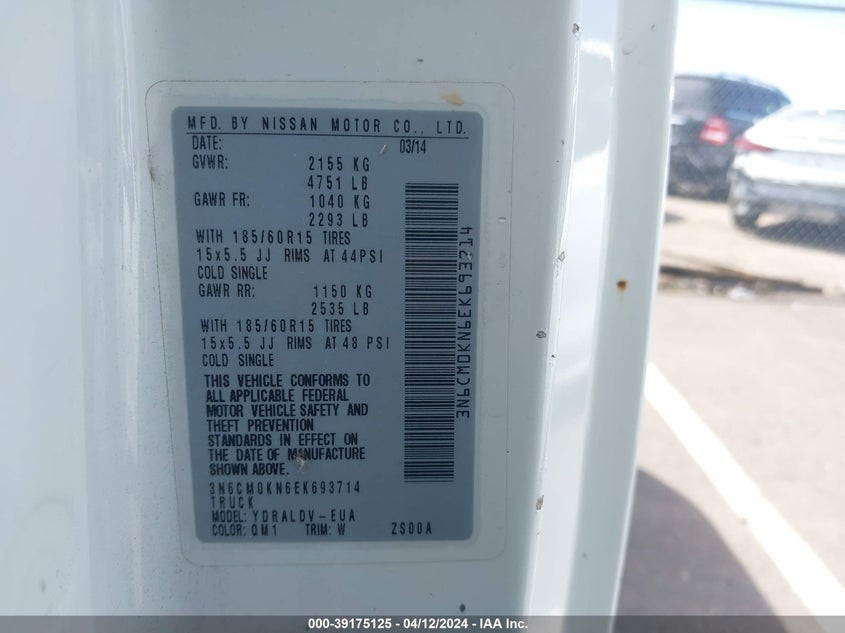 MFD. BY NISSAN MOTOR CO., LTD.
DATE: 03/14
GVWR: 2155 KG
4751 LB
GAWR FR: 1040 KG
2293 LB
WITH 185/60R15 TIRES
15x5.5 JJ RIMS AT 44PSI
COLD SINGLE
GAWR RR: 1150 KG
2535 LB
WITH 185/60R15 TIRES
15x5.5 JJ RIMS AT 48 PSI
COLD SINGLE
THIS VEHICLE CONFORMS TO
ALL APPLICABLE FEDERAL
MOTOR VEHICLE SAFETY AND
THEFT PREVENTION
STANDARDS IN EFFECT ON
THE DATE OF MANUFACTURE
SHOWN ABOVE.
3N6CM0KN6EK693714
TRUCK
MODEL: YDRALDV-EUA
COLOR: QM1 TRIM: W ZS00A
3N6CM0KN6EK693714
000-39175125 - 04/12/2024 - IAA Inc.